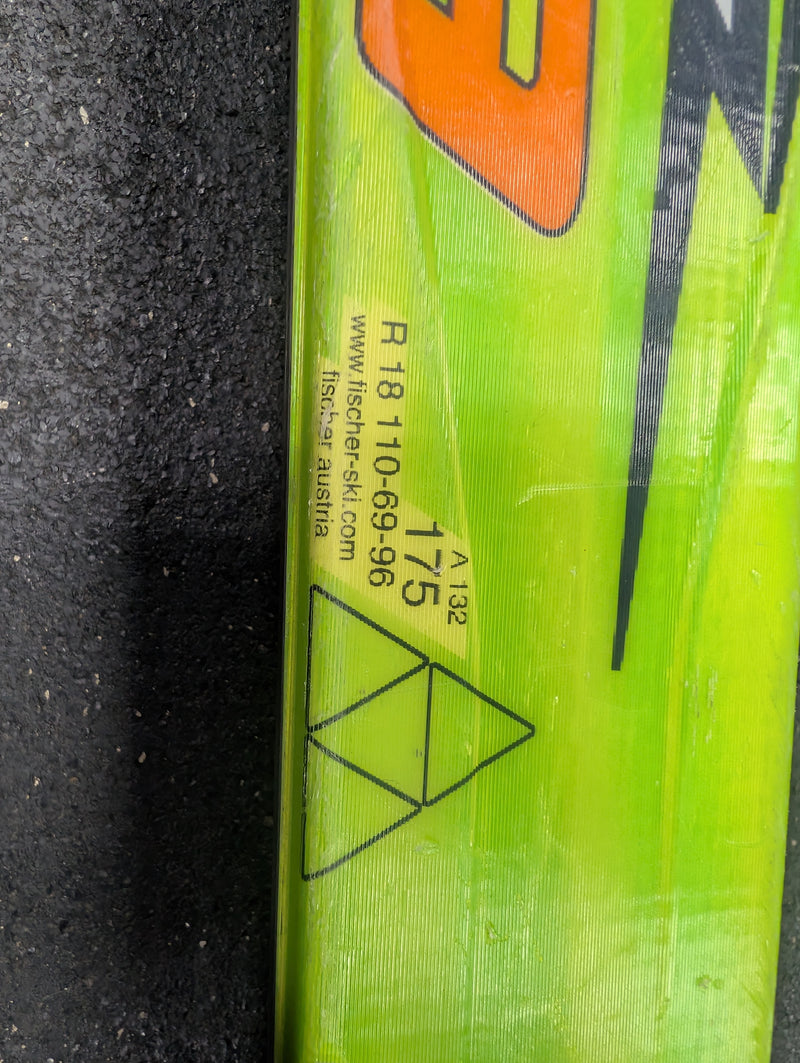 A 132
175
R 18 110-69-96
www.fischer-ski.com
fischer austria